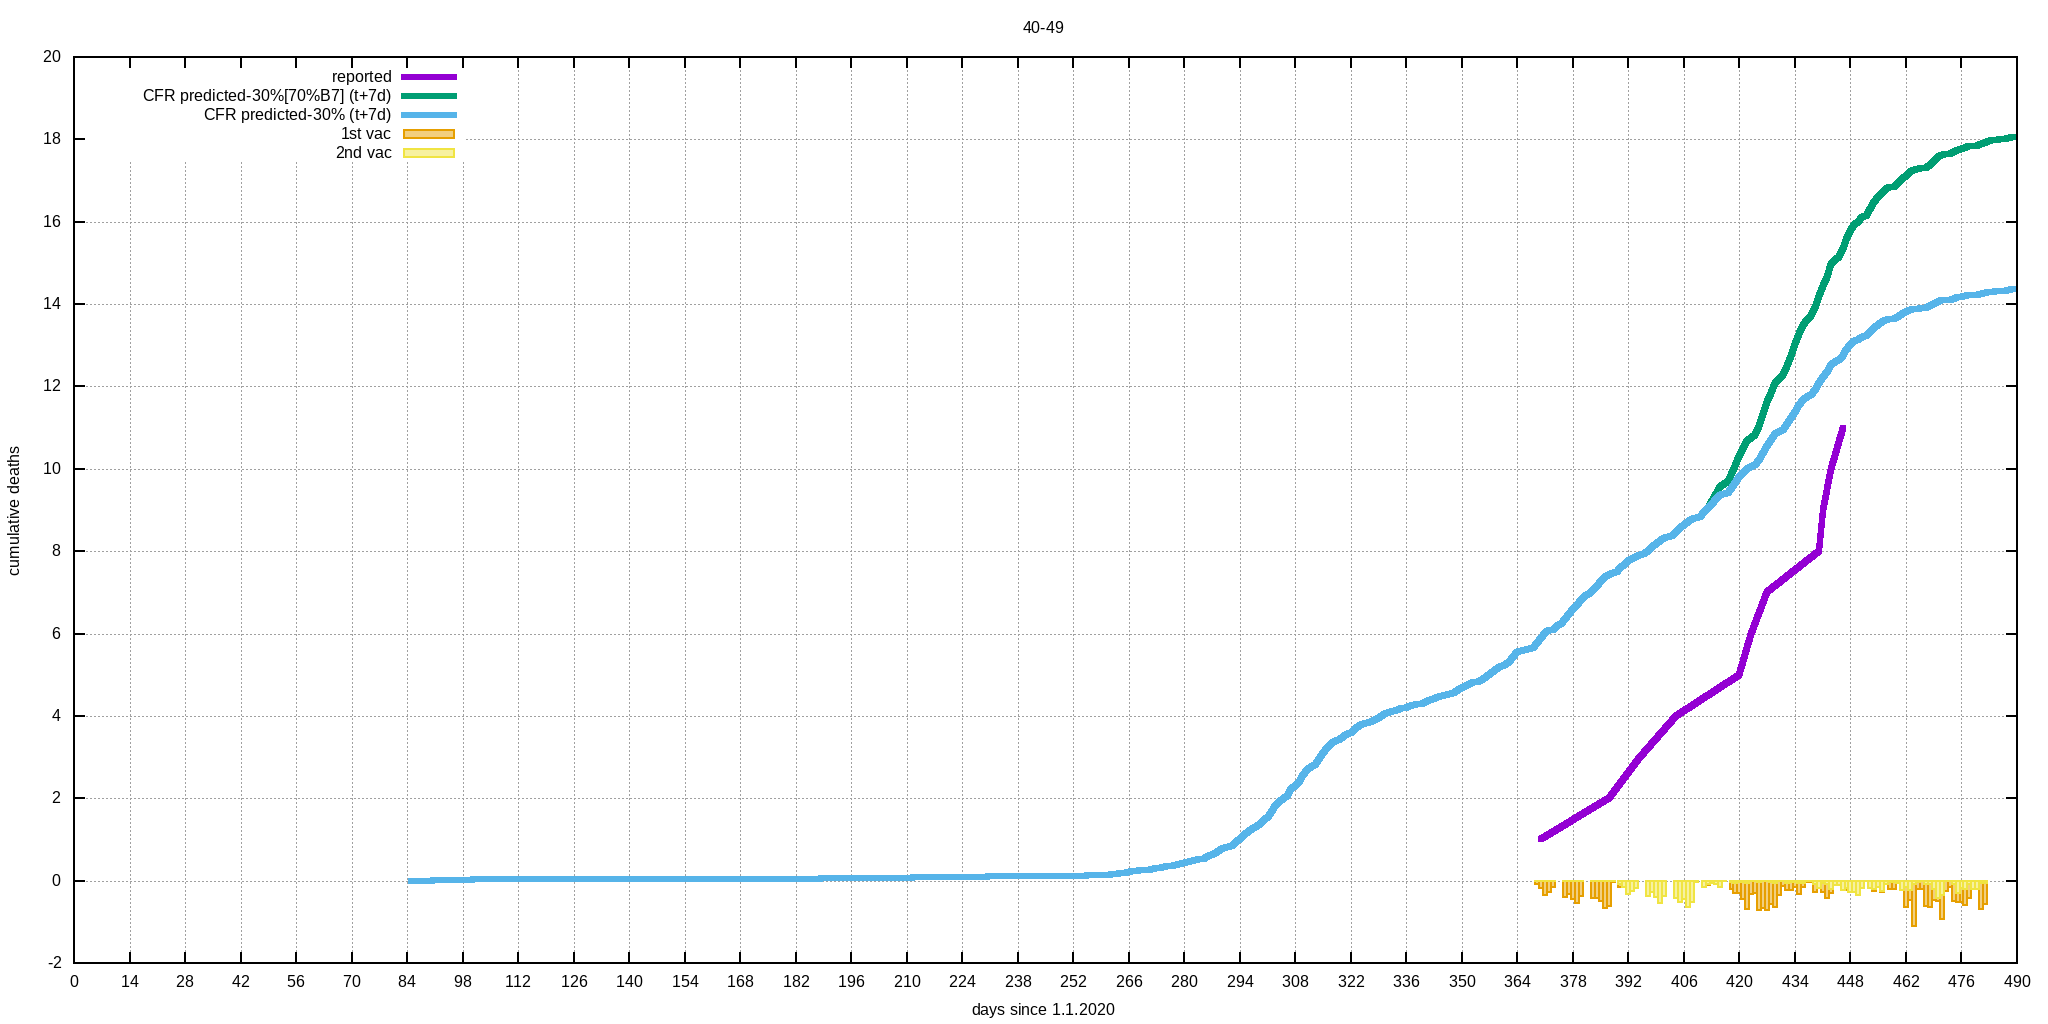 40-49
20
18
16
14
12
10
8
6
4
2
0
-2
cumulative deaths
reported
CFR predicted-30%[70%B7] (t+7d)
CFR predicted-30% (t+7d)
1st vac
2nd vac
0 14 28 42 56 70 84 98 112 126 140 154 168 182 196 210 224 238 252 266 280 294 308 322 336 350 364 378 392 406 420 434 448 462 476 490
days since 1.1.2020